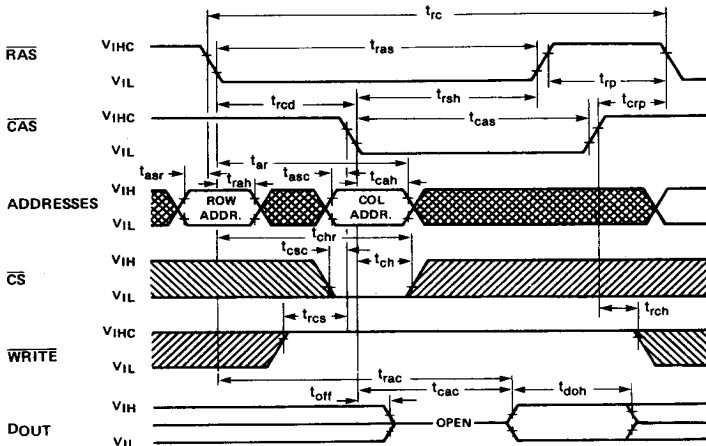 trc
RAS
VIHC
VIL
tras
trp
trcd
trsh
tcrp
CAS
VIHC
VIL
tcas
tar
tasr
trah
tasc
tcah
ADDRESSES
VIH
VIL
ROW
ADDR.
COL
ADDR.
tchr
CS
VIH
VIL
tcsc
tch
trcs
trch
WRITE
VIHC
VIL
trac
toff
tcac
tdoh
DOUT
VIH
VIL
OPEN